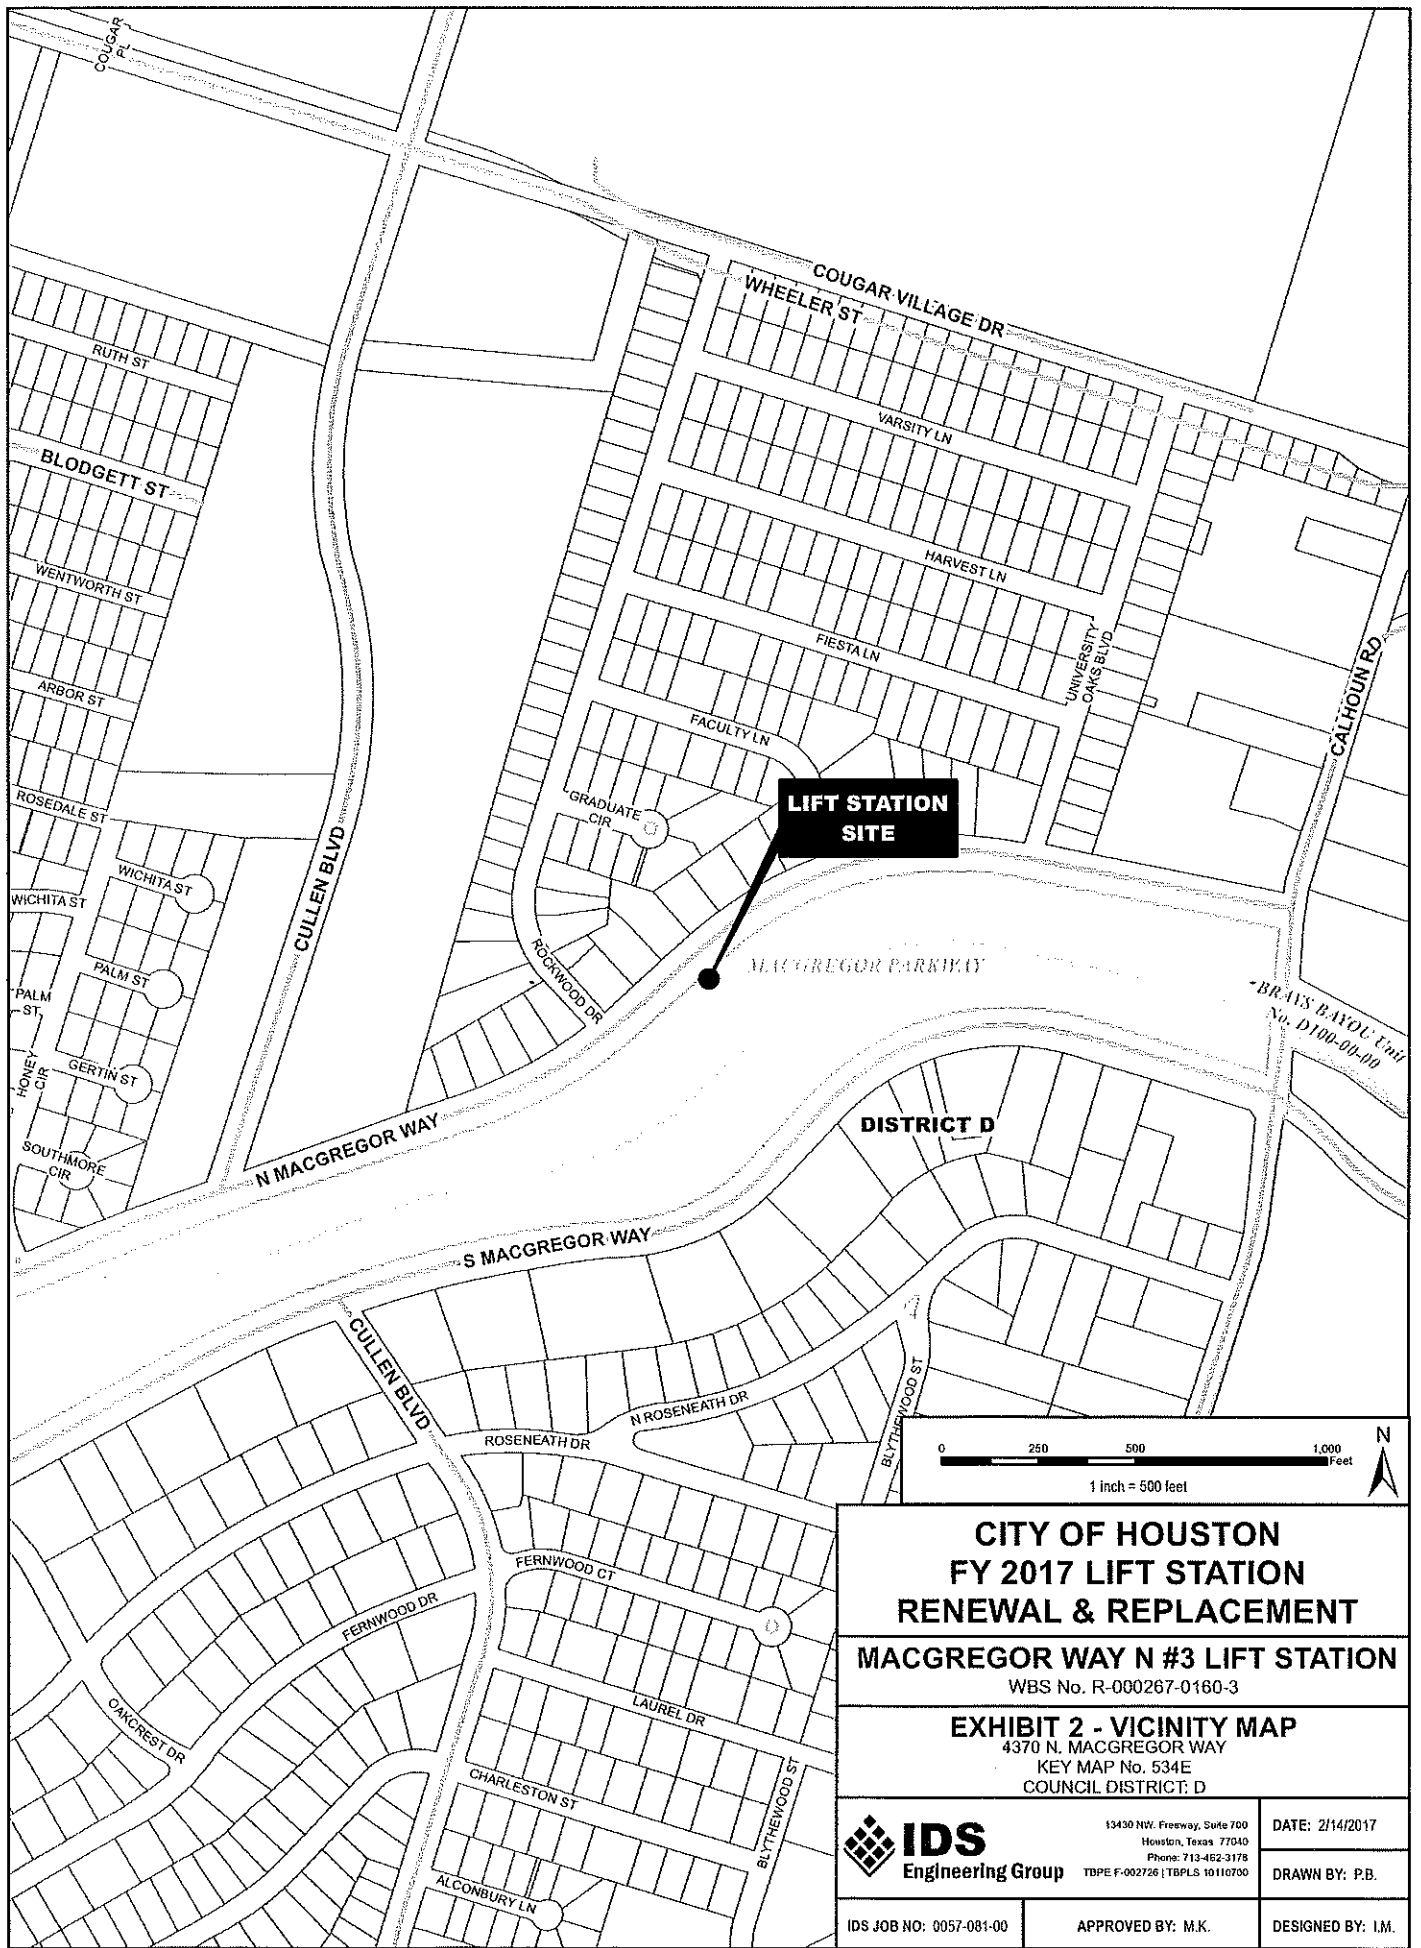 COUGAR
PL
COUGAR VILLAGE DR
WHEELER ST
RUTH ST
VARSITY LN
BLODGETT ST
HARVEST LN
WENTWORTH ST
FIESTA LN
UNIVERSITY
OAKS BLVD
CALHOUN RD
ARBOR ST
FACULTY LN
LIFT STATION
SITE
ROSEDALE ST
GRADUATE
CIR
CULLEN BLVD
WICHITA ST
WICHITA ST
ROCKWOOD DR
MACGREGOR PARKWAY
PALM ST
PALM
ST
BRAYS BAYOU Unit
No. D100-00-00
HONEY
CIR
GERTIN ST
N MACGREGOR WAY
DISTRICT D
SOUTHMORE
CIR
S MACGREGOR WAY
CULLEN BLVD
BLYTHEWOOD ST
N ROSENEATH DR
ROSENEATH DR
0 250 500 1,000
Feet
1 inch = 500 feet
N
FERNWOOD CT
FERNWOOD DR
LAUREL DR
OAKCREST DR
CHARLESTON ST
BLYTHEWOOD ST
ALCONBURY LN
CITY OF HOUSTON
FY 2017 LIFT STATION
RENEWAL & REPLACEMENT
MACGREGOR WAY N #3 LIFT STATION
WBS No. R-000267-0160-3
EXHIBIT 2 - VICINITY MAP
4370 N. MACGREGOR WAY
KEY MAP No. 534E
COUNCIL DISTRICT: D
IDS
Engineering Group
13430 NW. Freeway, Suite 700
Houston, Texas 77040
Phone: 713-462-3178
TBPE F-002726 | TBPLS 10110700
DATE: 2/14/2017
DRAWN BY: P.B.
IDS JOB NO: 0057-081-00
APPROVED BY: M.K.
DESIGNED BY: I.M.